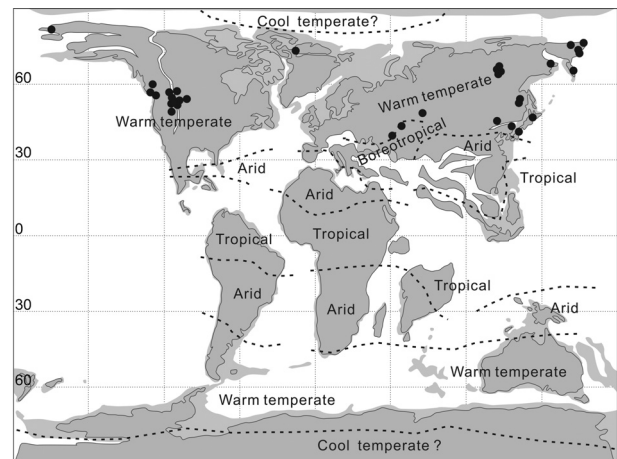 Cool temperate?
60
Warm temperate
Warm temperate
Boreotropical
30
Arid
Arid
Arid
Tropical
0
Tropical
Tropical
Tropical
Arid
Arid
30
Arid
Warm temperate
60
Warm temperate
Cool temperate ?